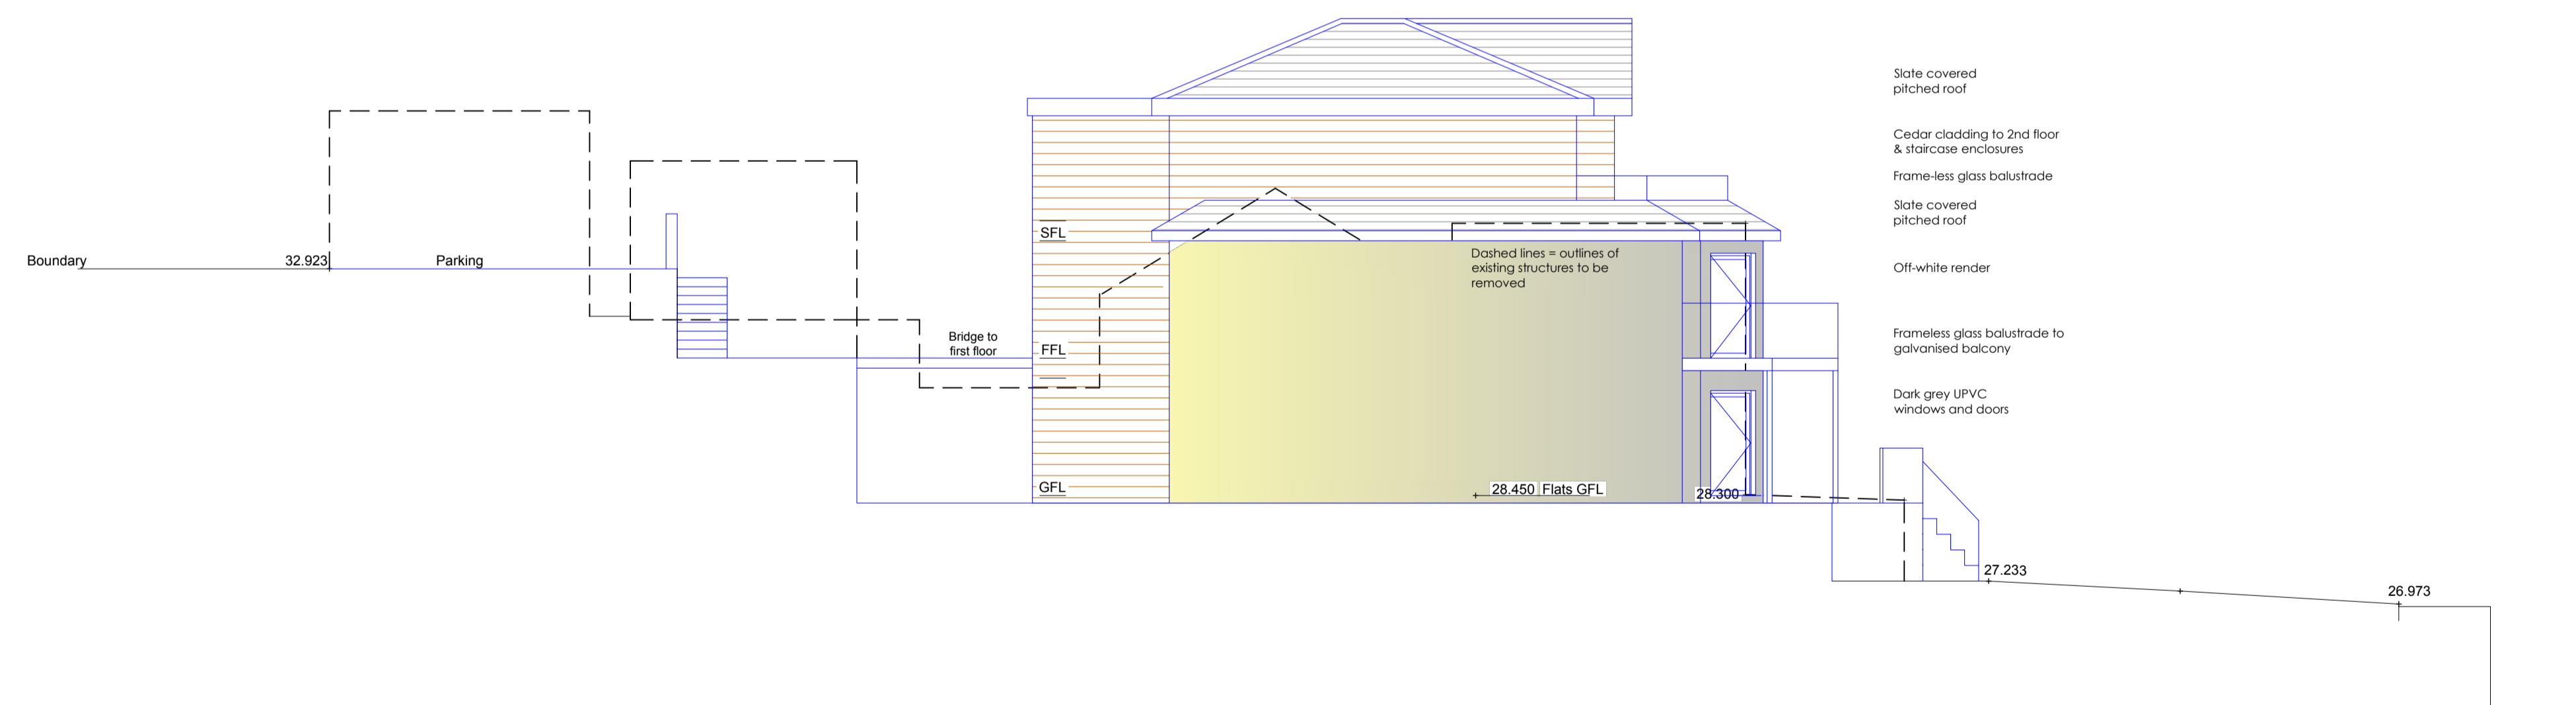 Slate covered
pitched roof
Cedar cladding to 2nd floor
& staircase enclosures
Frame-less glass balustrade
Slate covered
pitched roof
SFL
Boundary
32.923
Parking
Dashed lines = outlines of
existing structures to be
removed
Off-white render
Bridge to
first floor
FFL
Frameless glass balustrade to
galvanised balcony
Dark grey UPVC
windows and doors
GFL
28.450 Flats GFL
28.300
27.233
26.973